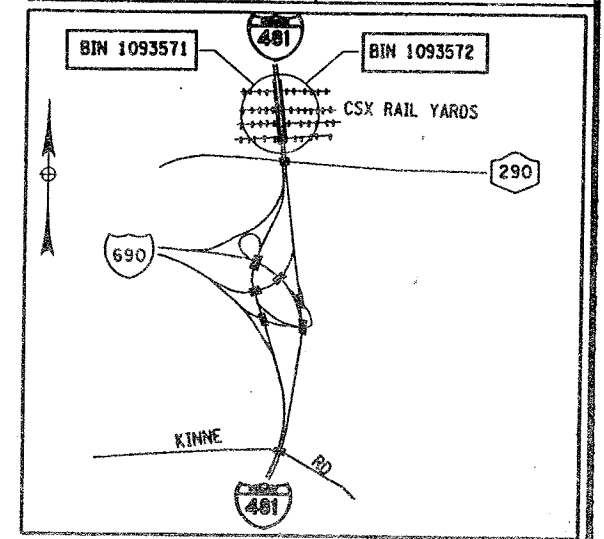 481
BIN 1093571
BIN 1093572
CSX RAIL YARDS
290
690
KINNE RD
481